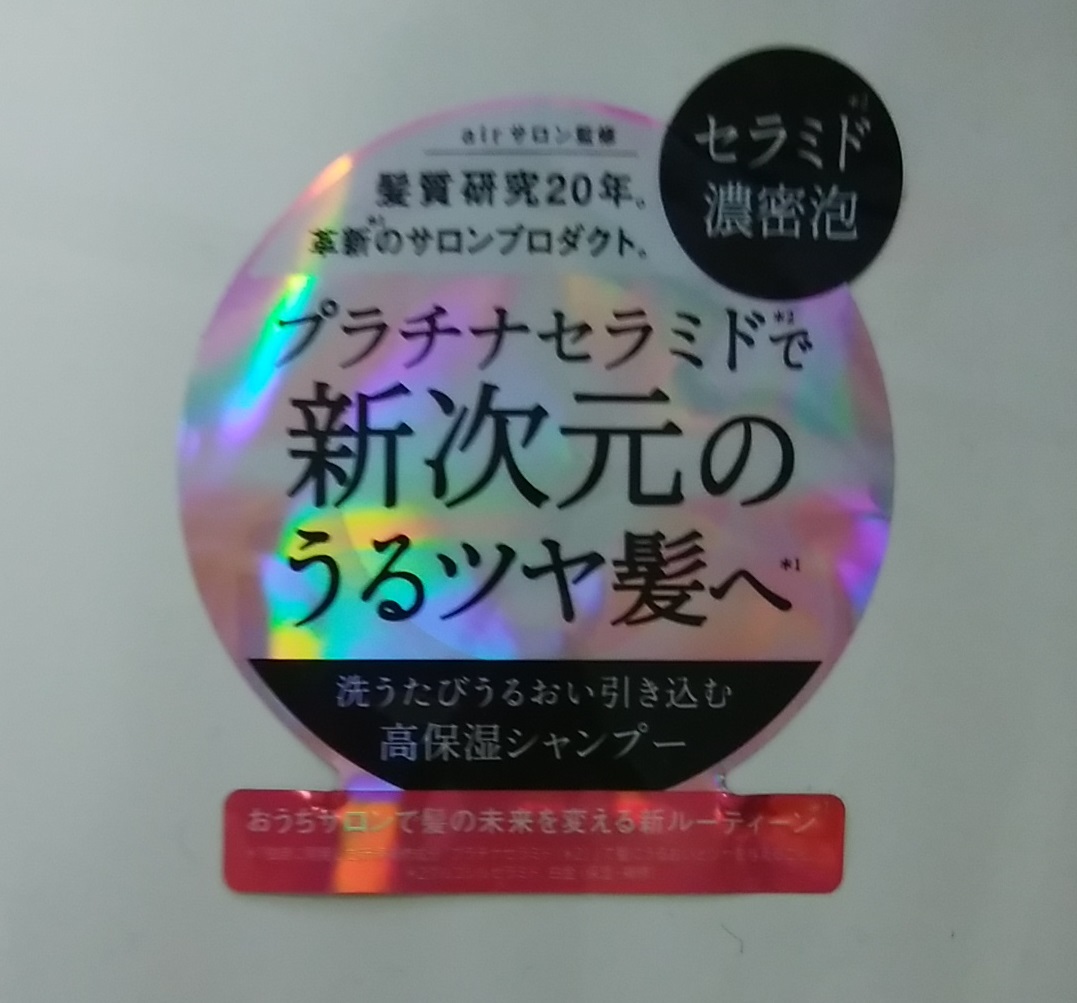 airサロン監修
髪質研究20年。
革新*1のサロンプロダクト。
セラミド*2
濃密泡
プラチナセラミド*2で
新次元の
うるツヤ髪へ*1
洗うたびうるおい引き込む
高保湿シャンプー
おうちサロンで髪の未来を変える新ルーティーン